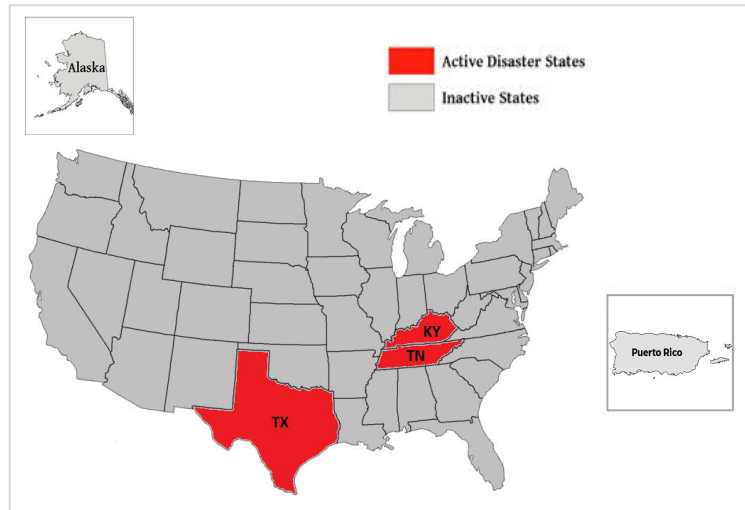 Alaska
Active Disaster States
Inactive States
KY
TN
TX
Puerto Rico